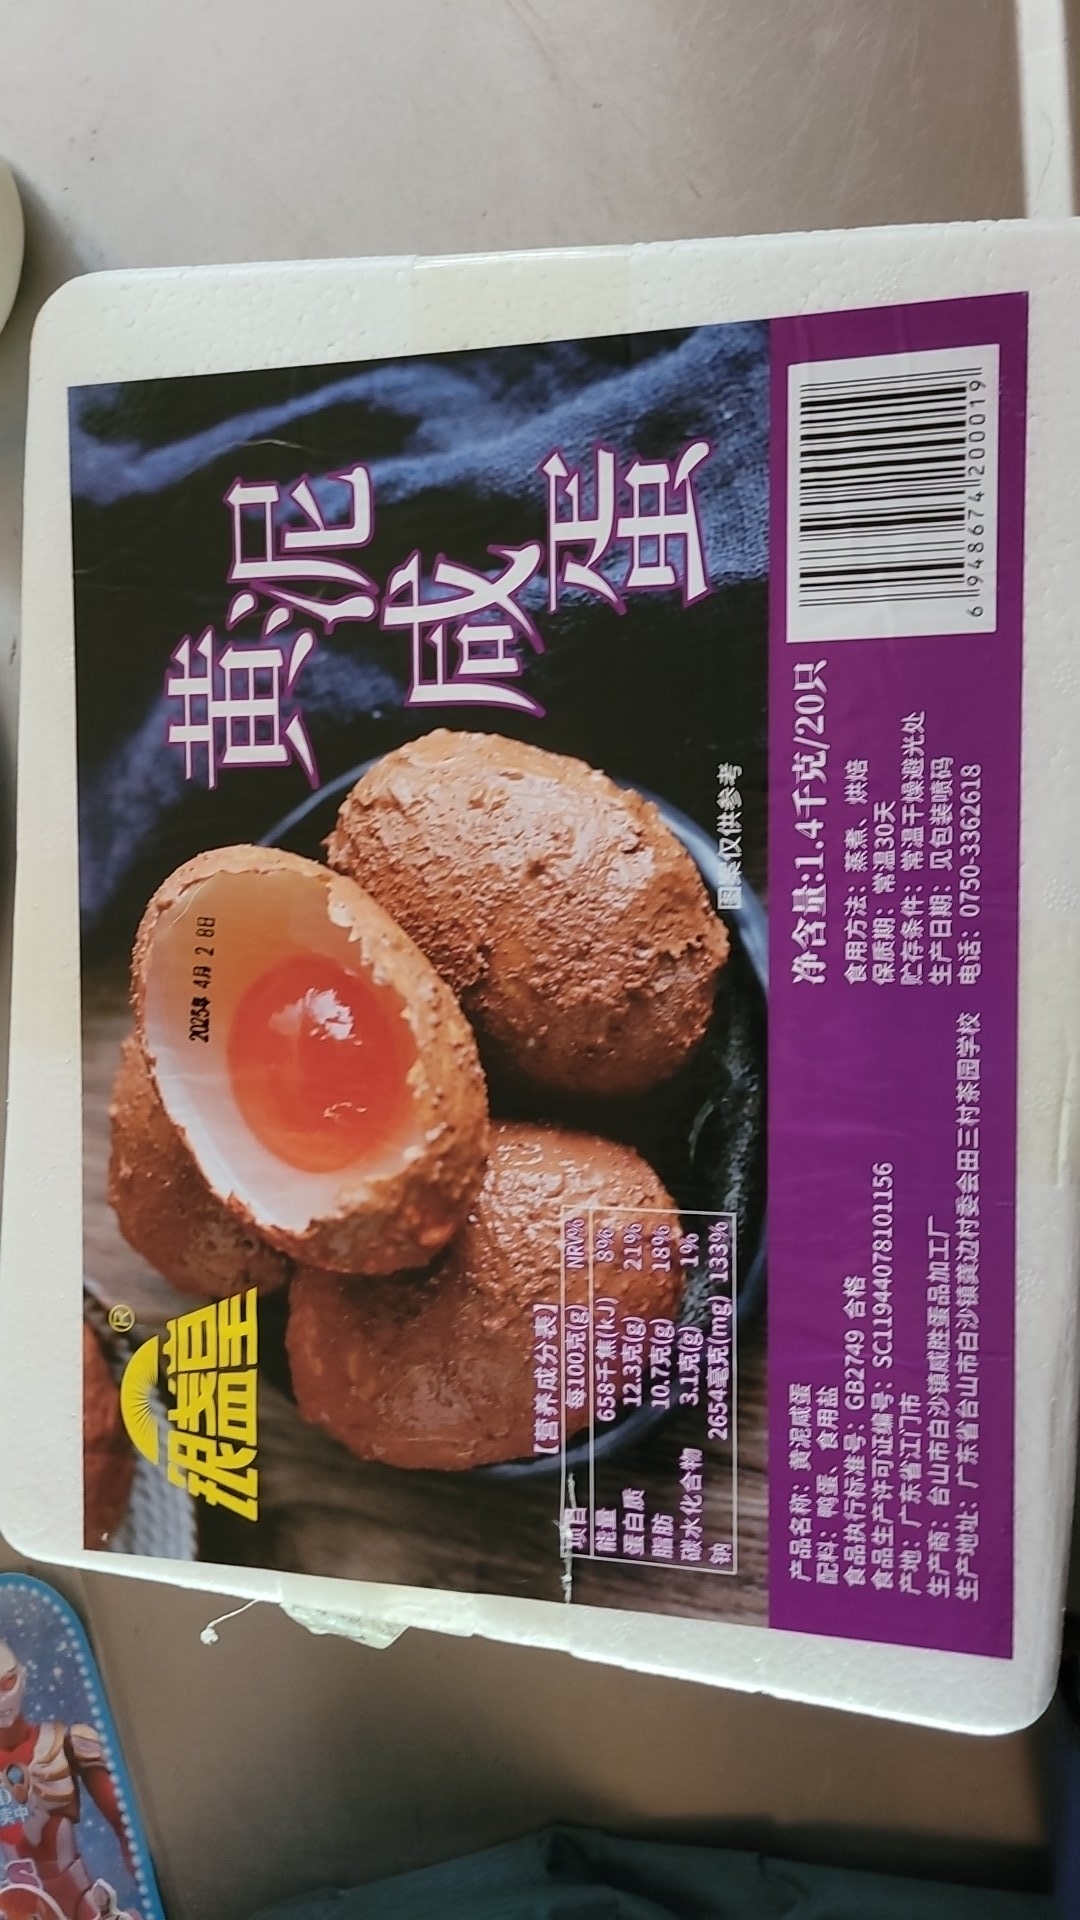 银益皇
®
黄泥
咸蛋
2025年 4月 2 8日
图案仅供参考
【营养成分表】
项目 每100克(g) NRV%
能量 658千焦(kJ) 8%
蛋白质 12.3克(g) 21%
脂肪 10.7克(g) 18%
碳水化合物 3.1克(g) 1%
钠 2654毫克(mg) 133%
产品名称：黄泥咸蛋
配料：鸭蛋、食用盐
食品执行标准号：GB2749 合格
食品生产许可证编号：SC11944078101156
产地：广东省江门市
生产商：台山市白沙镇威胜蛋品加工厂
生产地址：广东省台山市白沙镇龚边村委会田三村茶园学校
净含量:1.4千克/20只
食用方法：蒸煮、烘焙
保质期：常温30天
贮存条件：常温干燥避光处
生产日期：见包装喷码
电话：0750-3362618
6 948674 200019
卖中